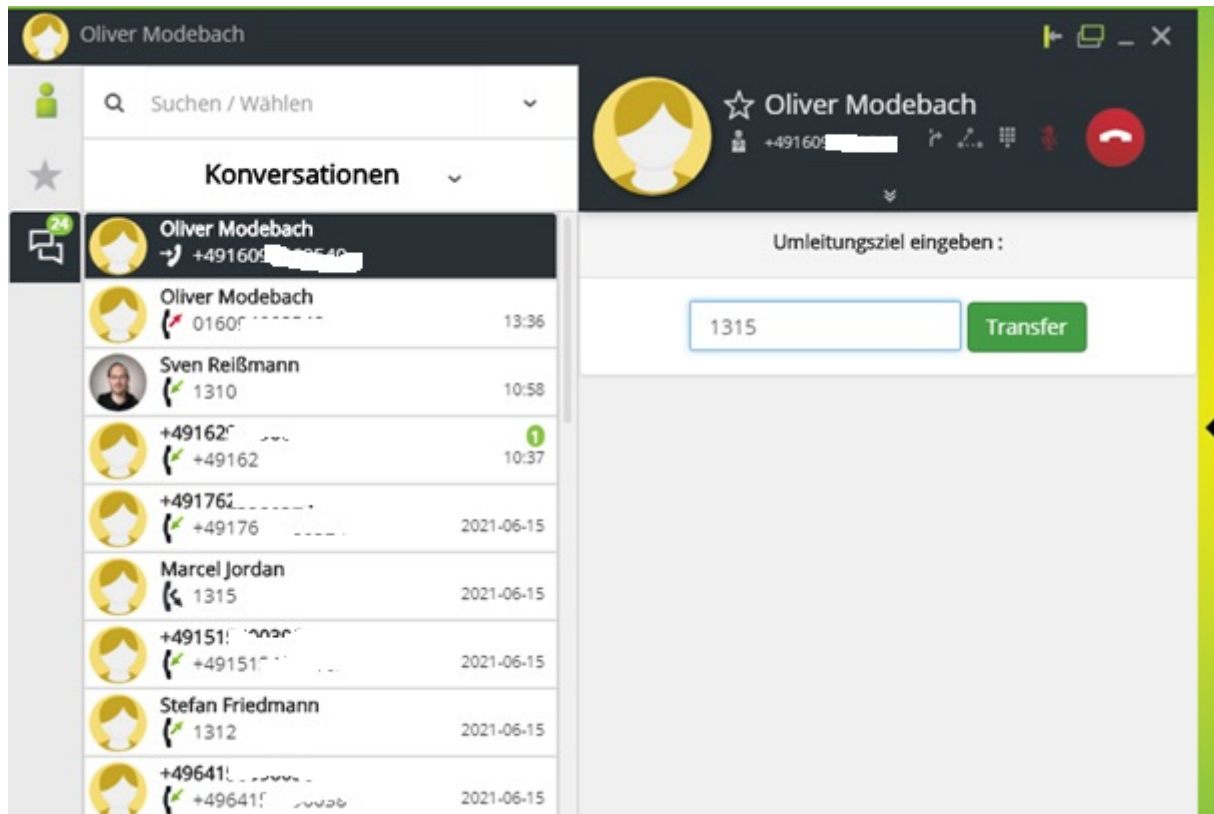 Oliver Modebach
Suchen / Wählen
Konversationen
24
Oliver Modebach
Oliver Modebach
13:36
Sven Reißmann
1310
10:58
1
+49162
10:37
2021-06-15
Marcel Jordan
1315
2021-06-15
2021-06-15
Stefan Friedmann
1312
2021-06-15
2021-06-15
Oliver Modebach
Umleitungsziel eingeben :
1315
Transfer